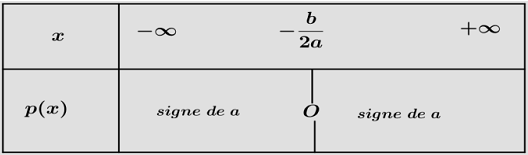 x −∞ −b/2a +∞
p(x) signe de a O signe de a